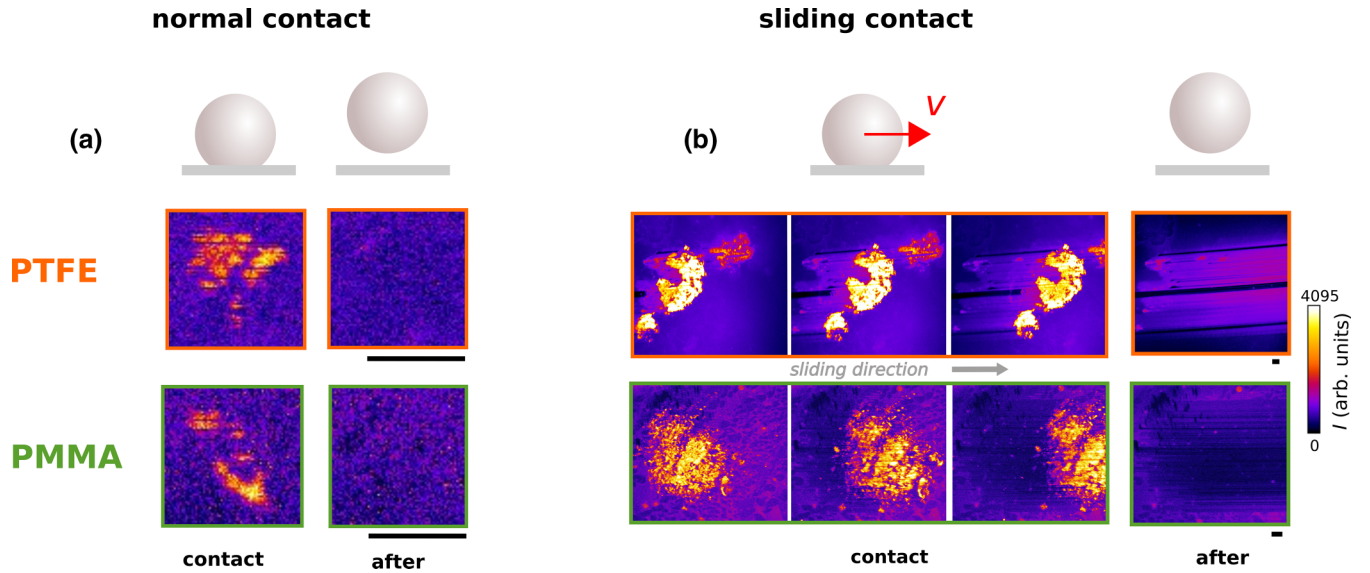 normal contact
sliding contact
(a)
(b)
v
PTFE
PMMA
sliding direction
4095
I (arb. units)
0
contact
after
contact
after